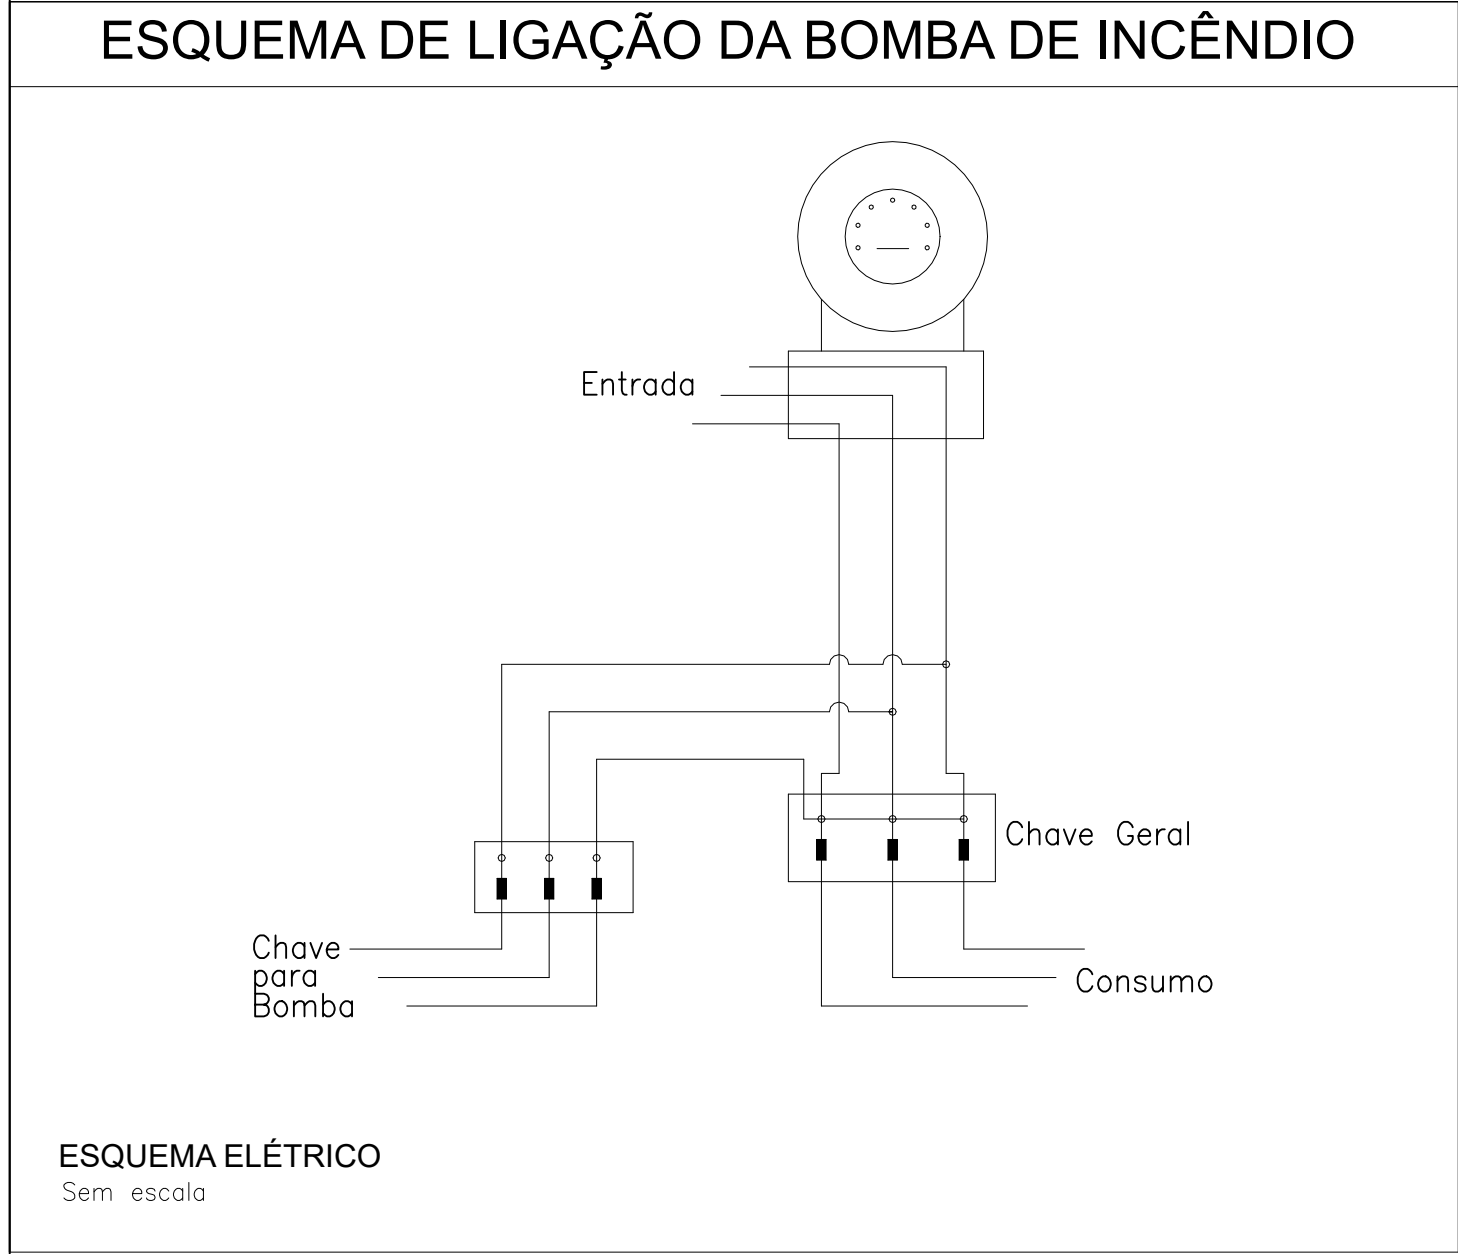 ESQUEMA DE LIGAÇÃO DA BOMBA DE INCÊNDIO
Entrada
Chave Geral
Chave
para
Bomba
Consumo
ESQUEMA ELÉTRICO
Sem escala